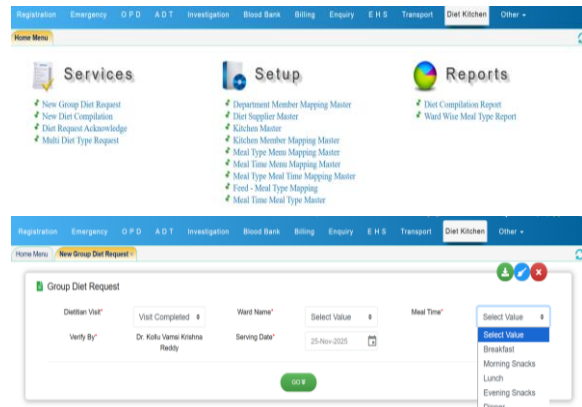 Registration Emergency O P D A D T Investigation Blood Bank Billing Enquiry E H S Transport Diet Kitchen Other
Home Menu
Services
New Group Diet Request
New Diet Compilation
Diet Request Acknowledge
Multi Diet Type Request
Setup
Department Member Mapping Master
Diet Supplier Master
Kitchen Master
Kitchen Member Mapping Master
Meal Type Menu Mapping Master
Meal Time Menu Mapping Master
Meal Type Meal Time Mapping Master
Feed - Meal Type Mapping
Meal Time Meal Type Master
Reports
Diet Compilation Report
Ward Wise Meal Type Report
Registration Emergency O P D A D T Investigation Blood Bank Billing Enquiry E H S Transport Diet Kitchen Other
Home Menu New Group Diet Request
Group Diet Request
Dietitian Visit* Visit Completed Ward Name* Select Value Meal Time* Select Value
Select Value
Breakfast
Morning Snacks
Lunch
Evening Snacks
Dinner
Verify By* Dr. Kollu Vamsi Krishna
Reddy
Serving Date* 25-Nov-2025
GO